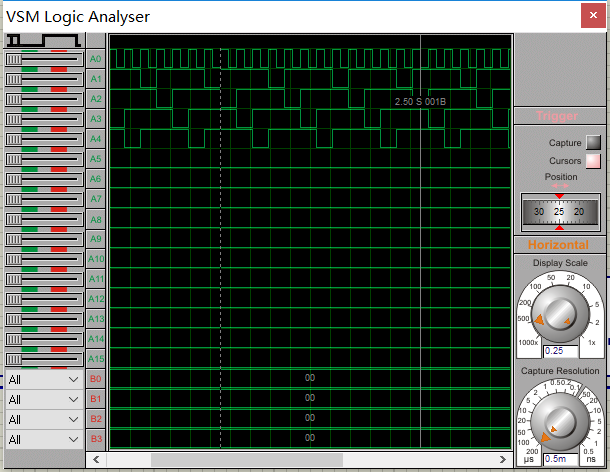 VSM Logic Analyser
A0
A1
A2
A3
A4
A5
A6
A7
A8
A9
A10
A11
A12
A13
A14
A15
B0
B1
B2
B3
All
All
All
All
2.50 S 001B
00
00
00
00
Trigger
Capture
Cursors
Position
30 25 20
Horizontal
Display Scale
50 20
100 10
200 5
500 2
1000x 1x
0.25
Capture Resolution
1 0.5 0.2 0.1
2 50
5 20
10 10
20 5
50 2
100 1
200 0.5
µs ns
0.5m